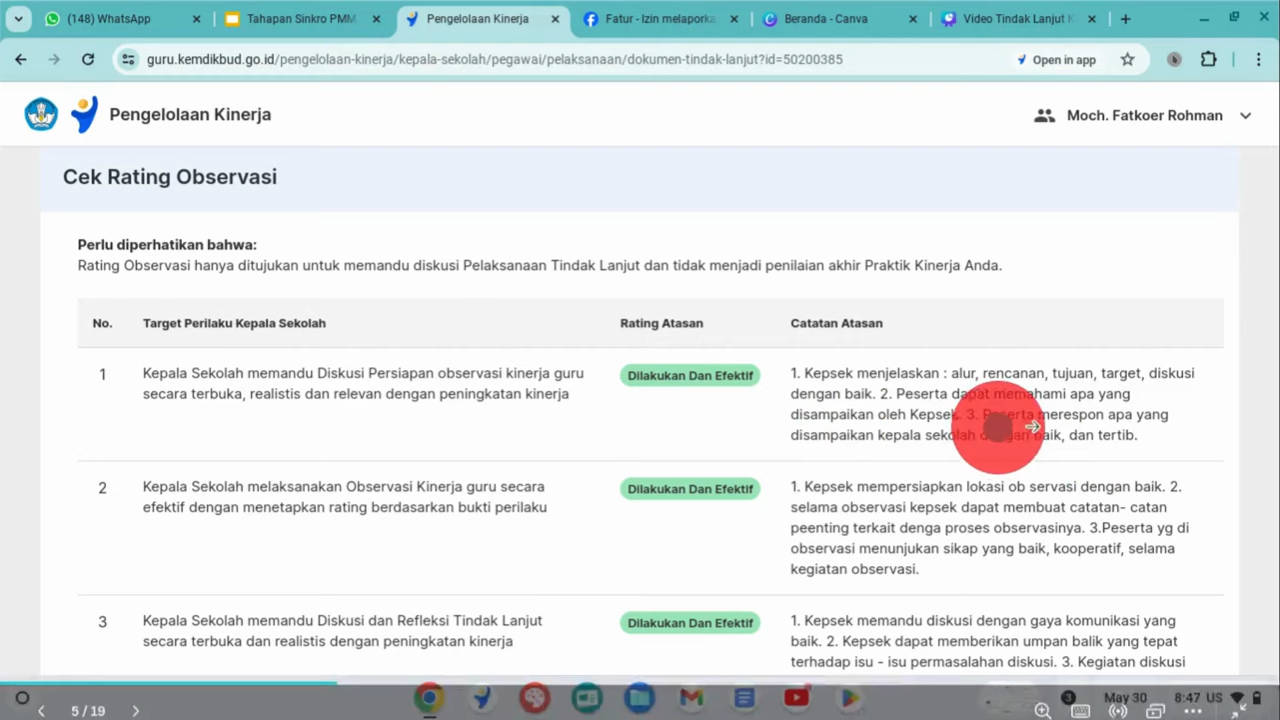 (148) WhatsApp
Tahapan Sinkro PMM
Pengelolaan Kinerja
Fatur - Izin melaporka
Beranda - Canva
Video Tindak Lanjut K
guru.kemdikbud.go.id/pengelolaan-kinerja/kepala-sekolah/pegawai/pelaksanaan/dokumen-tindak-lanjut?id=50200385
Open in app
Pengelolaan Kinerja
Moch. Fatkoer Rohman
Cek Rating Observasi
Perlu diperhatikan bahwa:
Rating Observasi hanya ditujukan untuk memandu diskusi Pelaksanaan Tindak Lanjut dan tidak menjadi penilaian akhir Praktik Kinerja Anda.
No. Target Perilaku Kepala Sekolah Rating Atasan Catatan Atasan
1
Kepala Sekolah memandu Diskusi Persiapan observasi kinerja guru
secara terbuka, realistis dan relevan dengan peningkatan kinerja
Dilakukan Dan Efektif
1. Kepsek menjelaskan : alur, rencanan, tujuan, target, diskusi
dengan baik. 2. Peserta dapat memahami apa yang
disampaikan oleh Kepsek. 3. Peserta merespon apa yang
disampaikan kepala sekolah dengan baik, dan tertib.
2
Kepala Sekolah melaksanakan Observasi Kinerja guru secara
efektif dengan menetapkan rating berdasarkan bukti perilaku
Dilakukan Dan Efektif
1. Kepsek mempersiapkan lokasi ob servasi dengan baik. 2.
selama observasi kepsek dapat membuat catatan- catan
peenting terkait denga proses observasinya. 3.Peserta yg di
observasi menunjukan sikap yang baik, kooperatif, selama
kegiatan observasi.
3
Kepala Sekolah memandu Diskusi dan Refleksi Tindak Lanjut
secara terbuka dan realistis dengan peningkatan kinerja
Dilakukan Dan Efektif
1. Kepsek memandu diskusi dengan gaya komunikasi yang
baik. 2. Kepsek dapat memberikan umpan balik yang tepat
terhadap isu - isu permasalahan diskusi. 3. Kegiatan diskusi
5 / 19
3
May 30
8:47 US